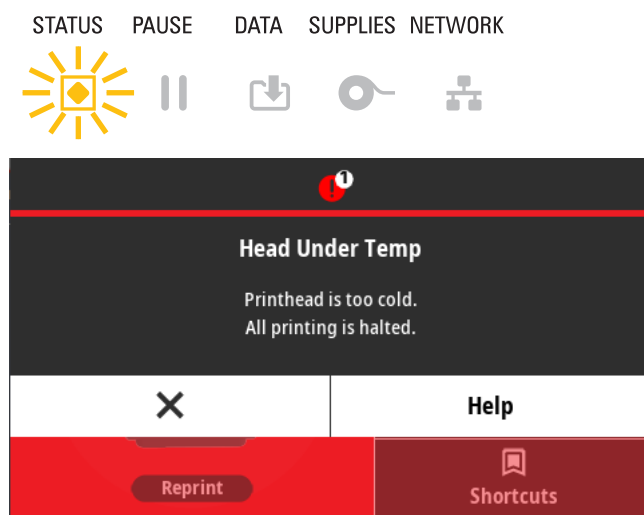 STATUS PAUSE DATA SUPPLIES NETWORK
1
Head Under Temp
Printhead is too cold.
All printing is halted.
Help
Reprint
Shortcuts